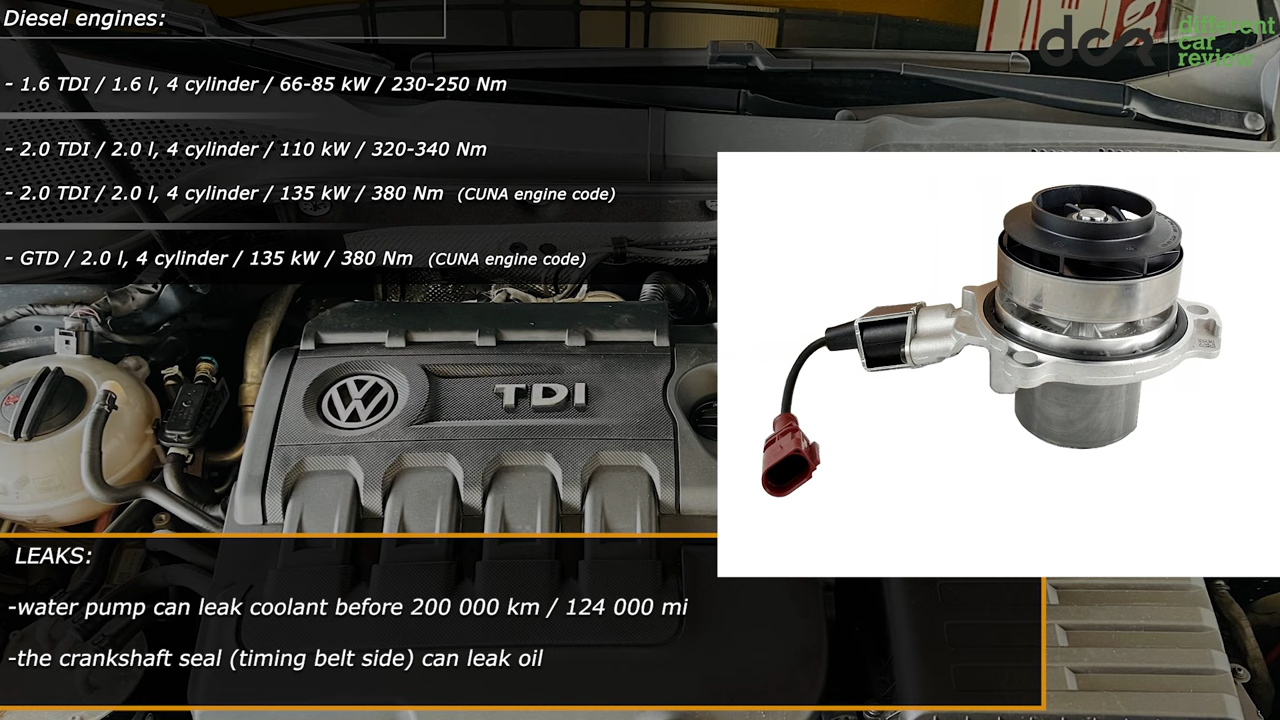 Diesel engines:
- 1.6 TDI / 1.6 l, 4 cylinder / 66-85 kW / 230-250 Nm
- 2.0 TDI / 2.0 l, 4 cylinder / 110 kW / 320-340 Nm
- 2.0 TDI / 2.0 l, 4 cylinder / 135 kW / 380 Nm (CUNA engine code)
- GTD / 2.0 l, 4 cylinder / 135 kW / 380 Nm (CUNA engine code)
dcr
different
car
review
TDI
LEAKS:
-water pump can leak coolant before 200 000 km / 124 000 mi
-the crankshaft seal (timing belt side) can leak oil